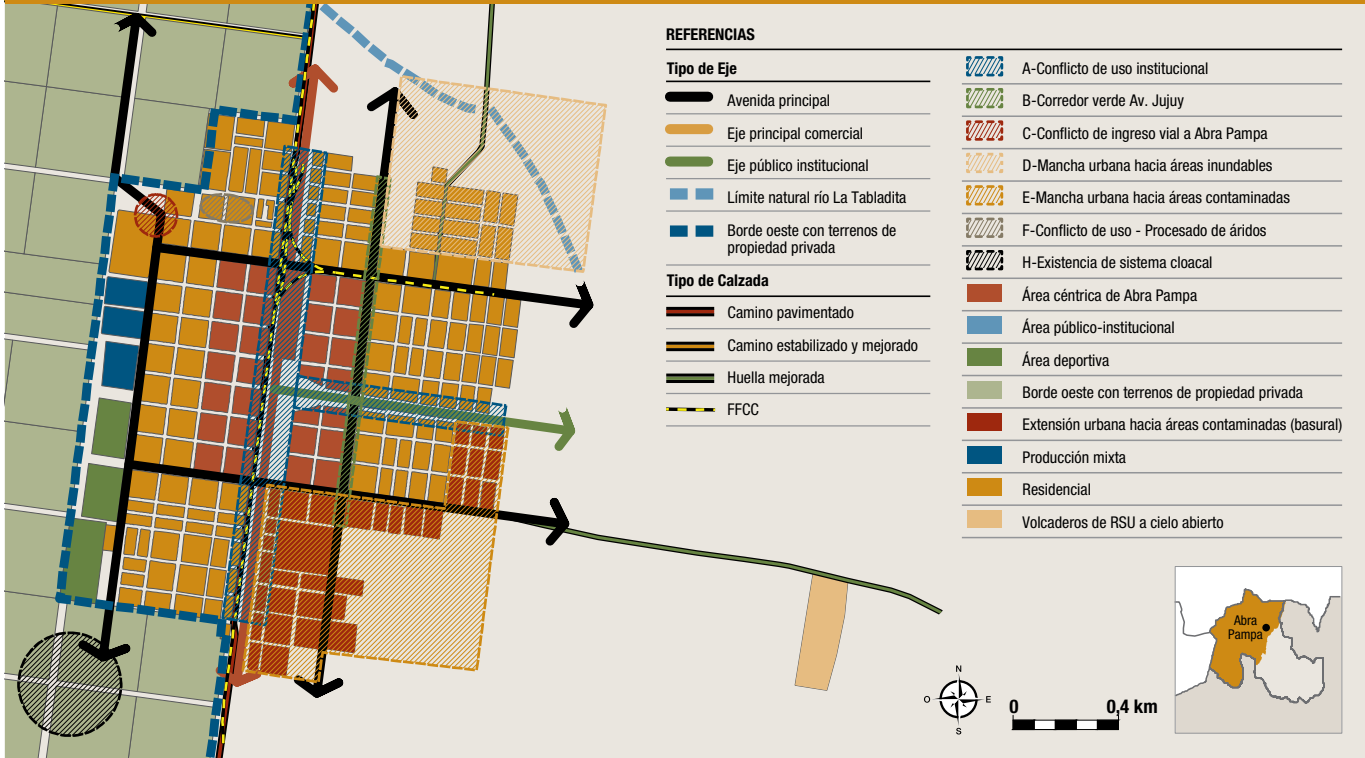 REFERENCIAS
Tipo de Eje
Avenida principal
Eje principal comercial
Eje público institucional
Límite natural río La Tabladita
Borde oeste con terrenos de
propiedad privada
Tipo de Calzada
Camino pavimentado
Camino estabilizado y mejorado
Huella mejorada
FFCC
A-Conflicto de uso institucional
B-Corredor verde Av. Jujuy
C-Conflicto de ingreso vial a Abra Pampa
D-Mancha urbana hacia áreas inundables
E-Mancha urbana hacia áreas contaminadas
F-Conflicto de uso - Procesado de áridos
H-Existencia de sistema cloacal
Área céntrica de Abra Pampa
Área público-institucional
Área deportiva
Borde oeste con terrenos de propiedad privada
Extensión urbana hacia áreas contaminadas (basural)
Producción mixta
Residencial
Volcaderos de RSU a cielo abierto
Abra
Pampa
N
O
E
S
0
0,4 km